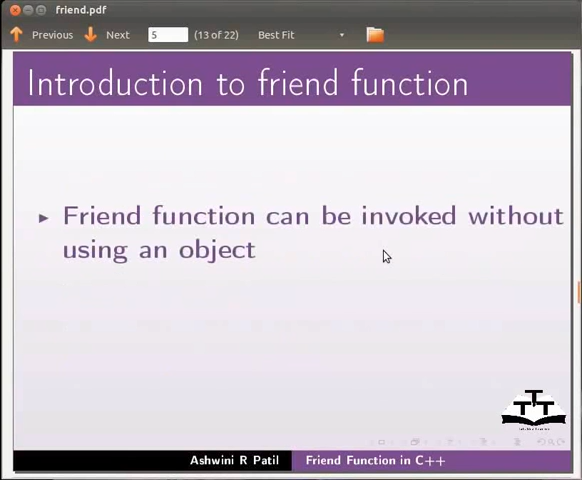 friend.pdf
Previous Next 5 (13 of 22) Best Fit
Introduction to friend function
Friend function can be invoked without
using an object
TTT
Ashwini R Patil Friend Function in C++